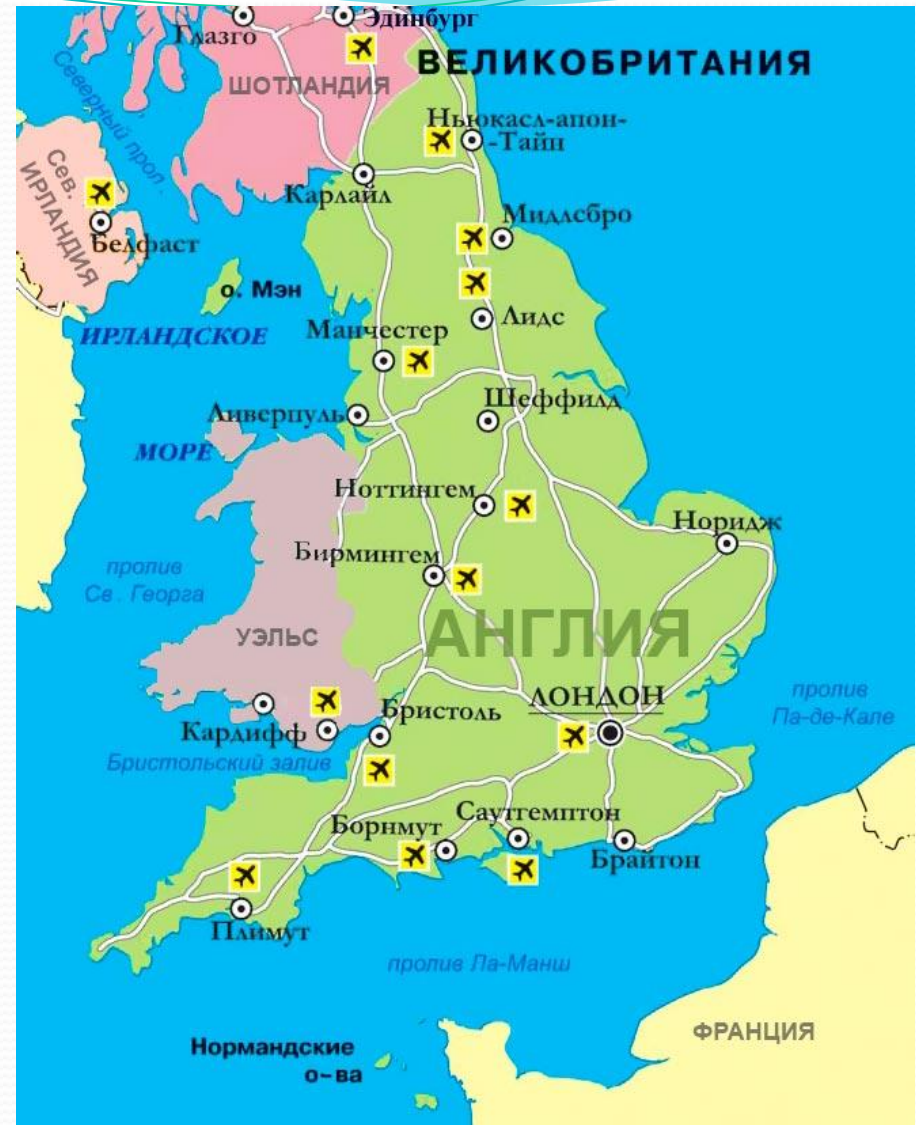 Эдинбург
Глазго
ВЕЛИКОБРИТАНИЯ
ШОТЛАНДИЯ
Северный прол.
Ньюкасл-апон-
-Тайн
Сев.
ИРЛАНДИЯ
Карлайл
Белфаст
Миддсбро
о. Мэн
Лидс
ИРЛАНДСКОЕ
Манчестер
Шеффилд
Ливерпуль
МОРЕ
Ноттингем
Норидж
Бирмингем
пролив
Св. Георга
АНГЛИЯ
УЭЛЬС
ЛОНДОН
пролив
Па-де-Кале
Бристоль
Кардифф
Бристольский залив
Саутгемптон
Борнмут
Брайтон
Плимут
пролив Ла-Манш
ФРАНЦИЯ
Нормандские
о-ва